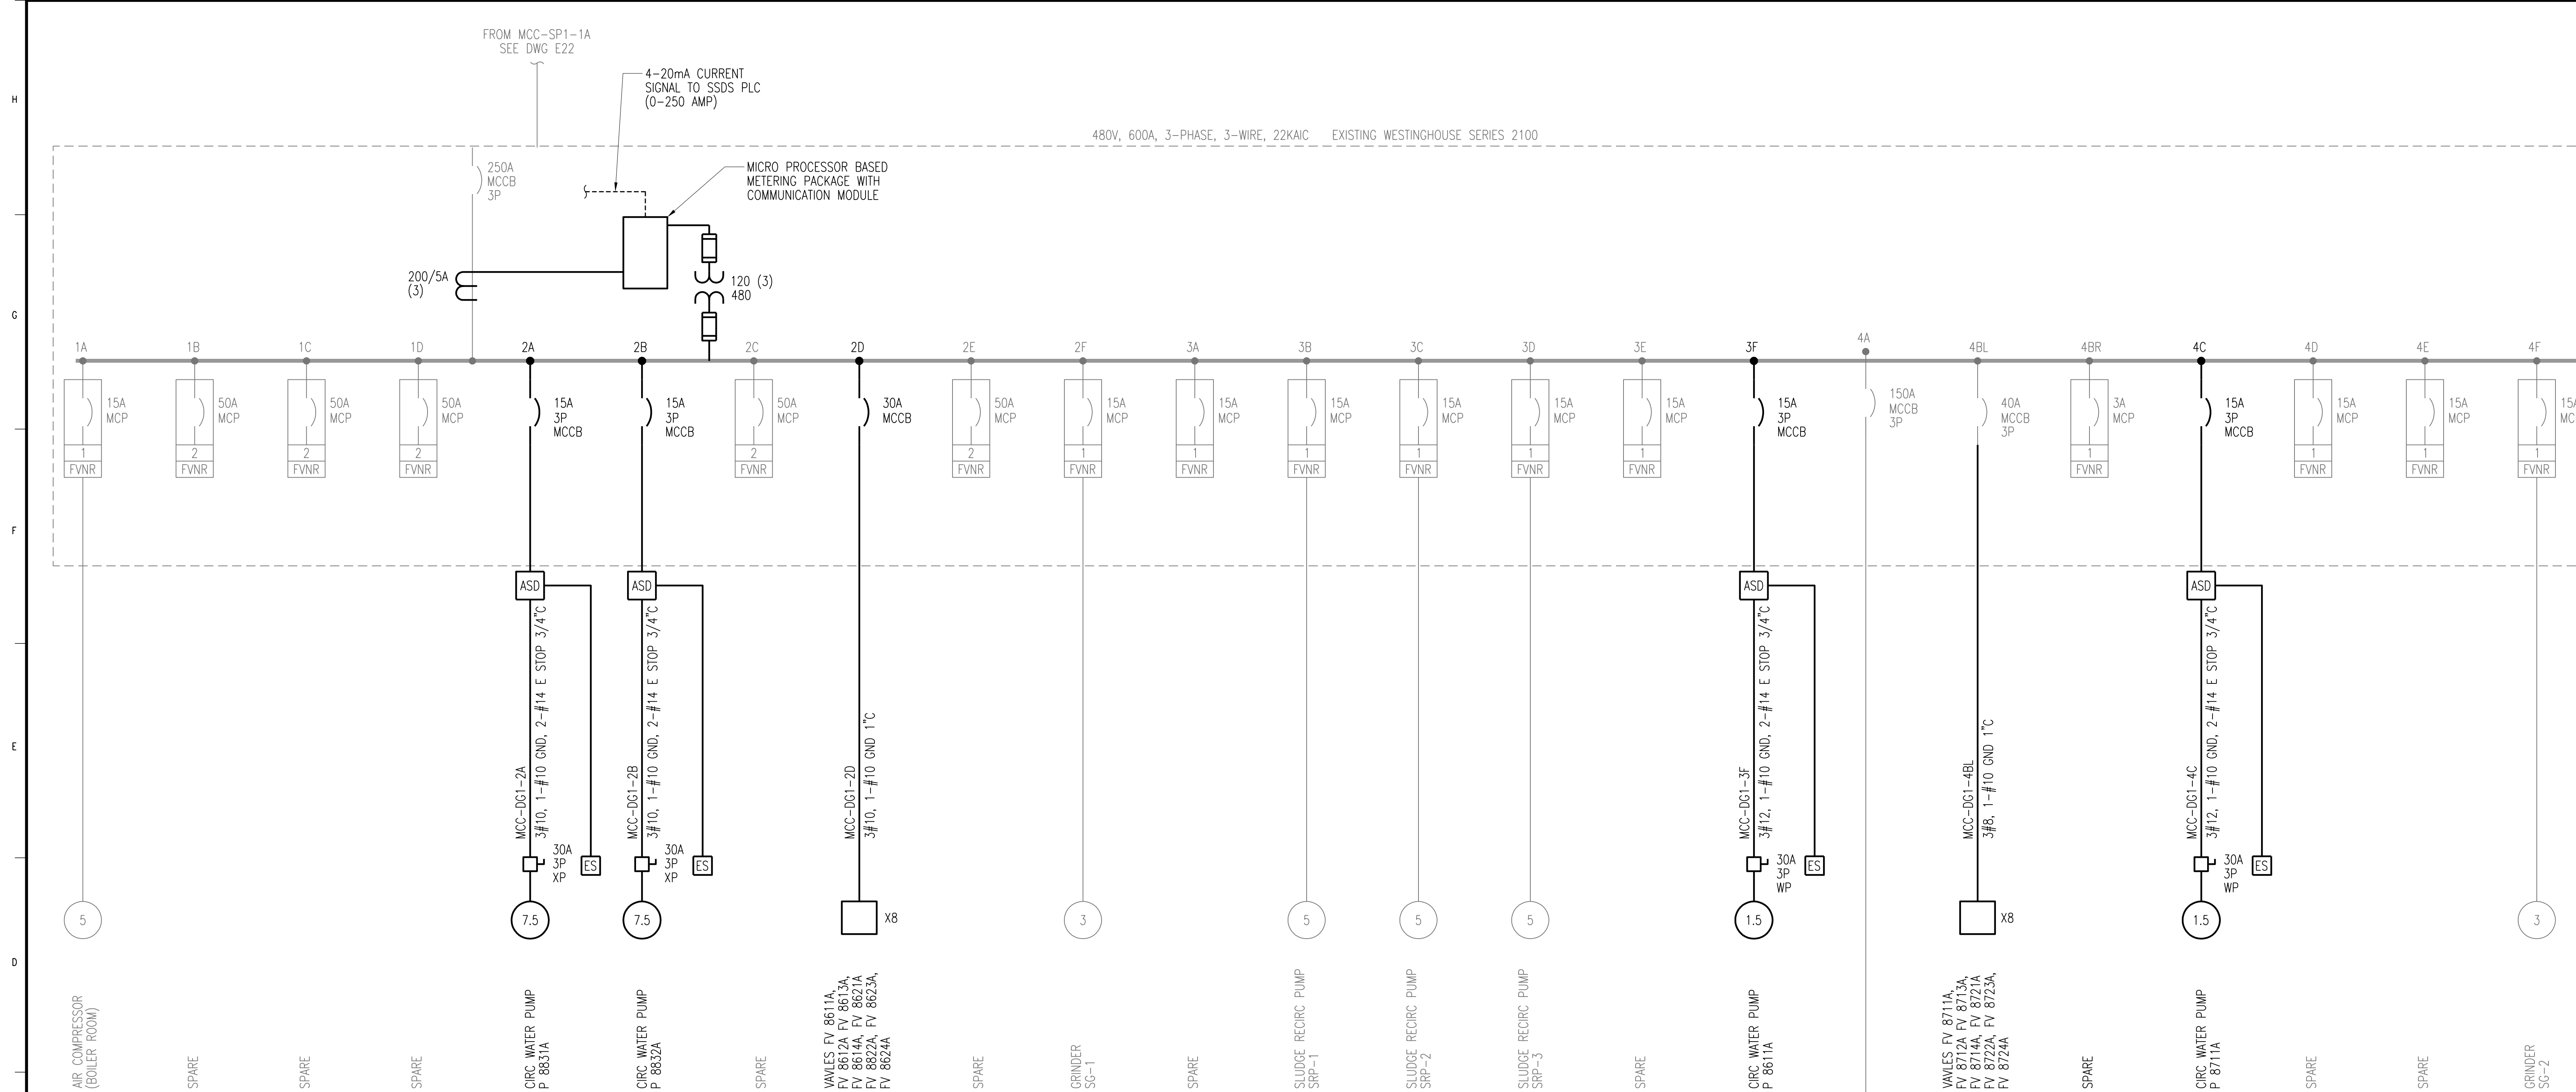 FROM MCC-SP1-1A
SEE DWG E22
4-20mA CURRENT
SIGNAL TO SSDS PLC
(0-250 AMP)
H
480V, 600A, 3-PHASE, 3-WIRE, 22KAIC EXISTING WESTINGHOUSE SERIES 2100
250A
MCCB
3P
MICRO PROCESSOR BASED
METERING PACKAGE WITH
COMMUNICATION MODULE
200/5A
(3)
120 (3)
480
G
1A
1B
1C
1D
2A
2B
2C
2D
2E
2F
3A
3B
3C
3D
3E
3F
4A
4BL
4BR
4C
4D
4E
4F
15A
MCP
1
FVNR
50A
MCP
2
FVNR
50A
MCP
2
FVNR
50A
MCP
2
FVNR
15A
3P
MCCB
15A
3P
MCCB
50A
MCP
2
FVNR
30A
MCCB
50A
MCP
2
FVNR
15A
MCP
1
FVNR
15A
MCP
1
FVNR
15A
MCP
1
FVNR
15A
MCP
1
FVNR
15A
MCP
1
FVNR
15A
MCP
1
FVNR
15A
3P
MCCB
150A
MCCB
3P
40A
MCCB
3P
3A
MCP
1
FVNR
15A
3P
MCCB
15A
MCP
1
FVNR
15A
MCP
1
FVNR
15A
MC
1
FVNR
F
ASD
ASD
ASD
ASD
E
MCC-DG1-2A
3#10, 1-#10 GND, 2-#14 E STOP 3/4"C
MCC-DG1-2B
3#10, 1-#10 GND, 2-#14 E STOP 3/4"C
MCC-DG1-2D
3#10, 1-#10 GND 1"C
MCC-DG1-3F
3#12, 1-#10 GND, 2-#14 E STOP 3/4"C
MCC-DG1-4BL
3#8, 1-#10 GND 1"C
MCC-DG1-4C
3#12, 1-#10 GND, 2-#14 E STOP 3/4"C
30A
3P
XP
ES
30A
3P
XP
ES
30A
3P
WP
ES
30A
3P
WP
ES
5
7.5
7.5
X8
3
5
5
5
1.5
X8
1.5
3
D
AIR COMPRESSOR
(BOILER ROOM)
SPARE
SPARE
SPARE
CIRC WATER PUMP
P 8831A
CIRC WATER PUMP
P 8832A
SPARE
VAVLES FV 8611A,
FV 8612A FV 8613A,
FV 8614A, FV 8621A
FV 8822A, FV 8623A,
FV 8624A
SPARE
GRINDER
SG-1
SPARE
SLUDGE RECIRC PUMP
SRP-1
SLUDGE RECIRC PUMP
SRP-2
SLUDGE RECIRC PUMP
SRP-3
SPARE
CIRC WATER PUMP
P 8611A
VAVLES FV 8711A,
FV 8712A FV 8713A,
FV 8714A, FV 8721A
FV 8722A, FV 8723A,
FV 8724A
SPARE
CIRC WATER PUMP
P 8711A
SPARE
SPARE
GRINDER
SG-2